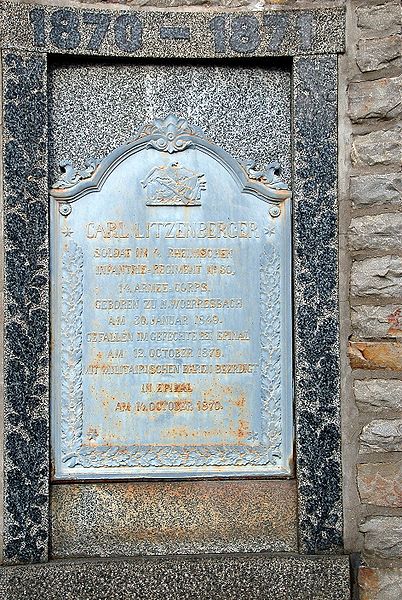 1870 – 1871
CARL LITZENBERGER
SOLDAT IM 4. RHEINISCHEN
INFANTRIE-REGIMENT No 30.
14. ARMEE-CORPS.
GEBOREN ZU N. WOERRESBACH
AM 30. JANUAR 1849.
GEFALLEN IM GEFECHTE BEI EPINAL
AM 12. OCTOBER 1870.
MIT MILITAIRISCHEN EHREN BEERDIGT
IN EPINAL
AM 14. OCTOBER 1870.